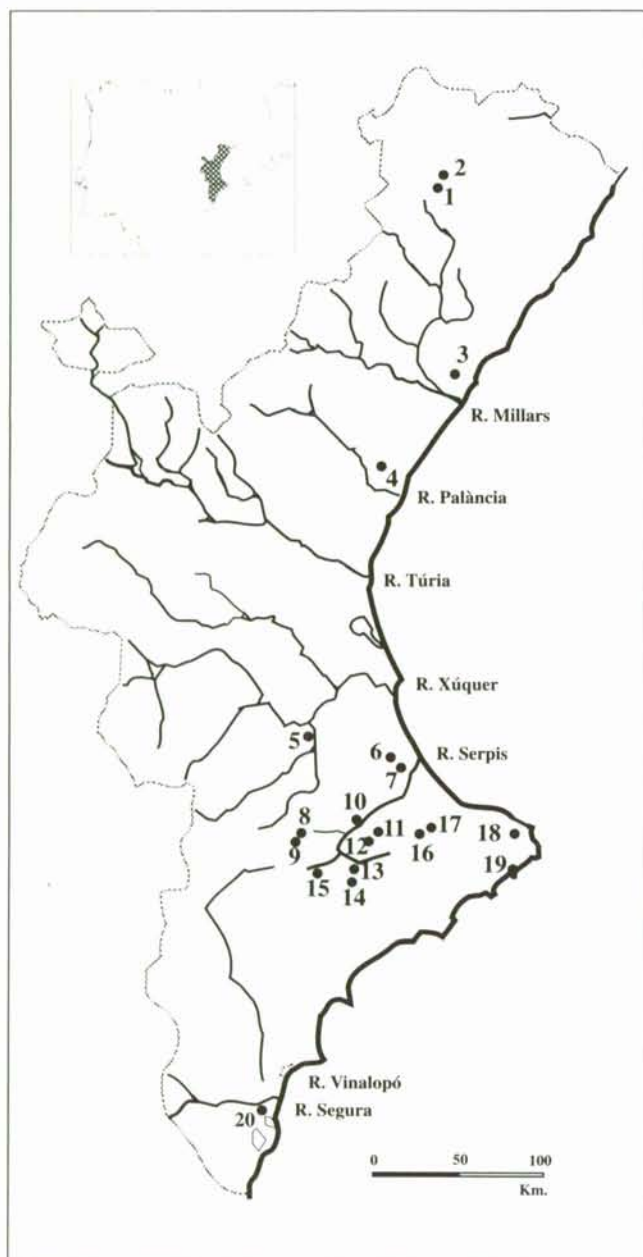 2
1
3
R. Millars
4
R. Palància
R. Túria
R. Xúquer
5
6
R. Serpis
7
10
8
11
17
18
9
12
16
13
19
15
14
R. Vinalopó
20
R. Segura
0 50 100
Km.